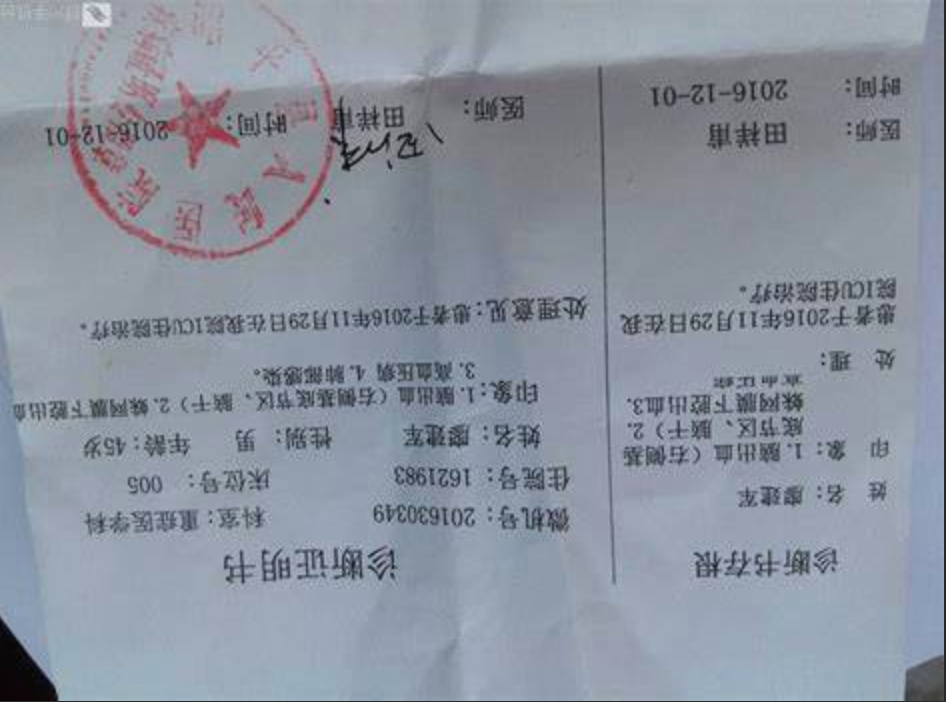 诊断书存根
姓 名：廖建军
印 象：1.脑出血（右侧基
底节区、脑干）2.
蛛网膜下腔出血3.
高血压病
处 理：
患者于2016年11月29日在我
院ICU住院治疗。
医师： 田祥甫
时间： 2016-12-01
诊断证明书
微机号：201630349 科室：重症医学科
住院号：1621983 床位号： 005
姓名：廖建军 性别： 男 年龄：45岁
印象：1.脑出血（右侧基底节区、脑干）2.蛛网膜下腔出血
3.高血压病 4.肺部感染。
处理意见：患者于2016年11月29日在我院ICU住院治疗。
医师： 田祥甫 时间： 2016-12-01
县人民医院